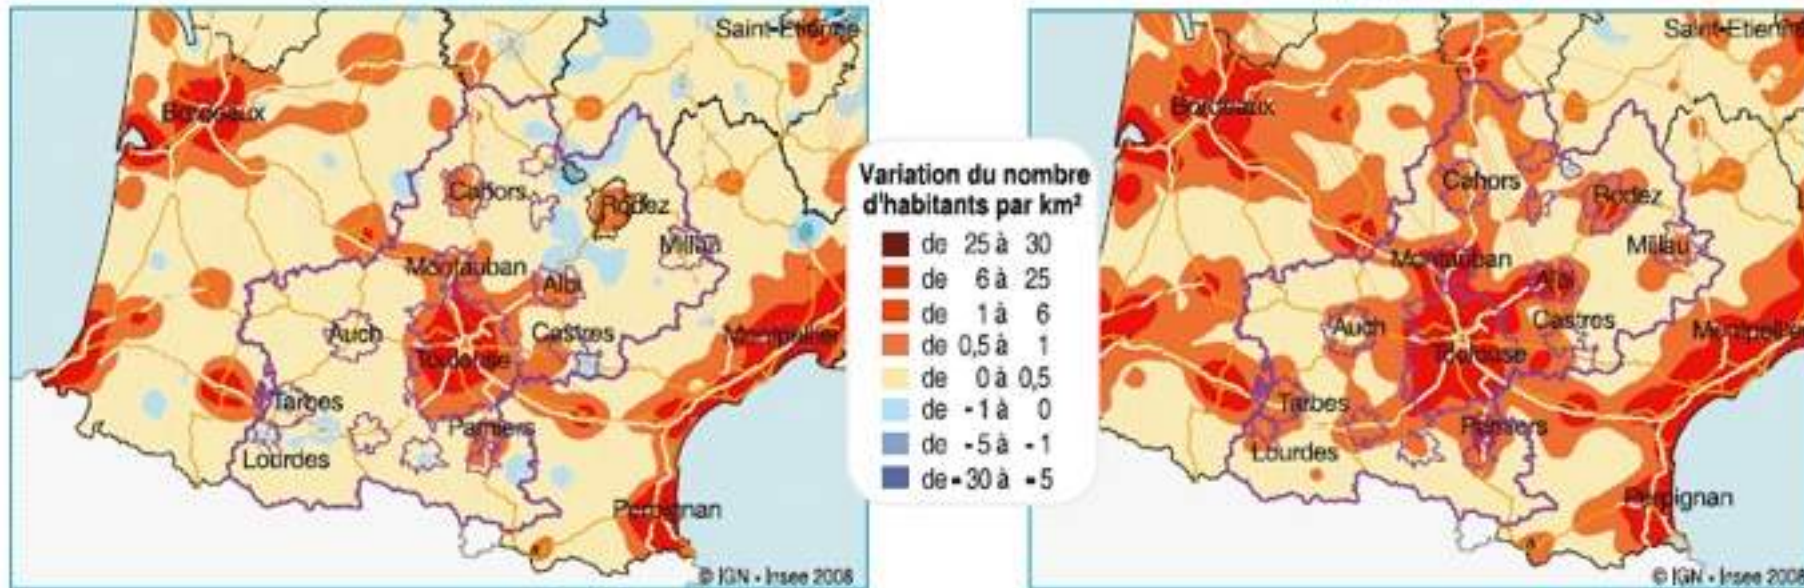 Saint-Etienne
Bordeaux
Cahors
Rodez
Millau
Montauban
Albi
Auch
Castres
Montpellier
Toulouse
Tarbes
Pamiers
Lourdes
Perpignan
© IGN - Insee 2008
Variation du nombre
d'habitants par km²
de 25 à 30
de 6 à 25
de 1 à 6
de 0,5 à 1
de 0 à 0,5
de - 1 à 0
de - 5 à - 1
de - 30 à - 5
Saint-Etienne
Bordeaux
Cahors
Rodez
Millau
Montauban
Albi
Auch
Castres
Montpellier
Toulouse
Tarbes
Pamiers
Lourdes
Perpignan
© IGN - Insee 2008